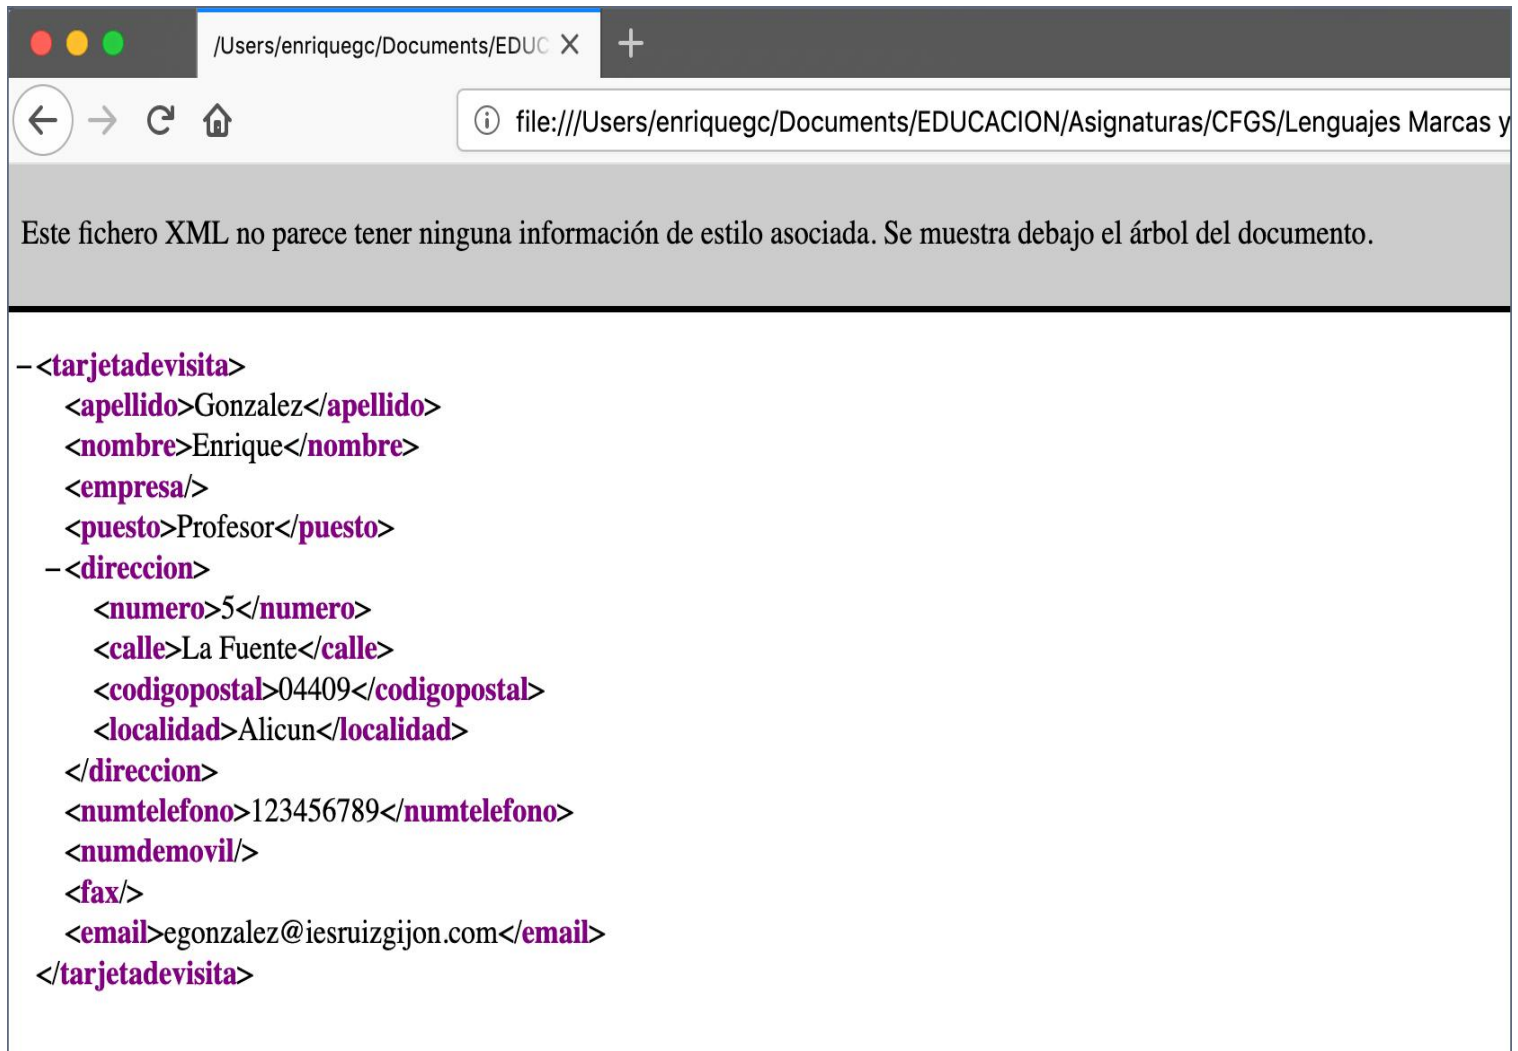 /Users/enriquegc/Documents/EDUC
file:///Users/enriquegc/Documents/EDUCACION/Asignaturas/CFGS/Lenguajes Marcas y
Este fichero XML no parece tener ninguna información de estilo asociada. Se muestra debajo el árbol del documento.
–<tarjetadevisita>
<apellido>Gonzalez</apellido>
<nombre>Enrique</nombre>
<empresa/>
<puesto>Profesor</puesto>
–<direccion>
<numero>5</numero>
<calle>La Fuente</calle>
<codigopostal>04409</codigopostal>
<localidad>Alicun</localidad>
</direccion>
<numtelefono>123456789</numtelefono>
<numdemovil/>
<fax/>
<email>egonzalez@iesruizgijon.com</email>
</tarjetadevisita>